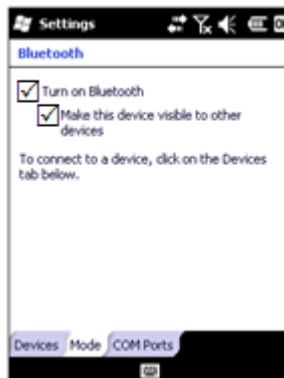 Settings
Bluetooth
Turn on Bluetooth
Make this device visible to other
devices
To connect to a device, click on the Devices
tab below.
Devices Mode COM Ports